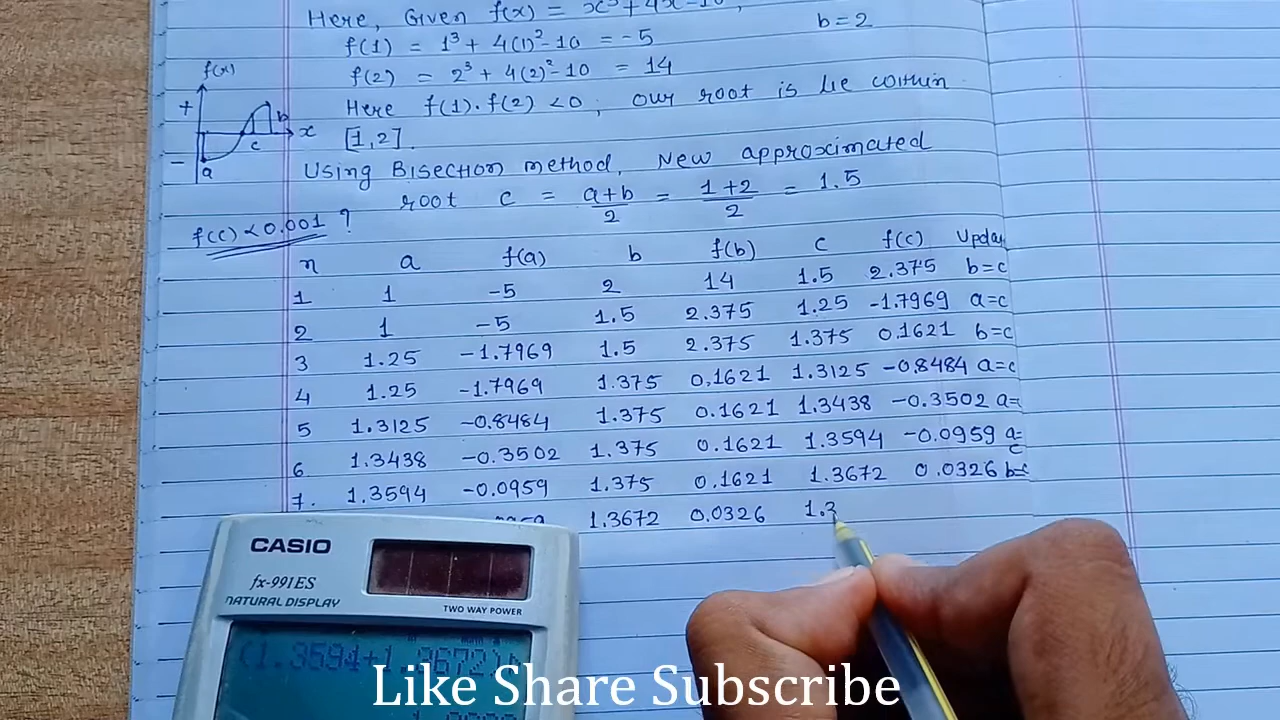 Here, Given f(x) = x³ + 4x - 10,
b = 2
f(1) = 1³ + 4(1)² - 10 = -5
f(2) = 2³ + 4(2)² - 10 = 14
Here f(1).f(2) < 0, our root is lie within
[1,2].
f(x)
+
-
a
c
b
x
Using Bisection method, New approximated
root c = a+b/2 = 1+2/2 = 1.5
f(c) < 0.001 ?
n a f(a) b f(b) c f(c) Updat
1 1 -5 2 14 1.5 2.375 b=c
2 1 -5 1.5 2.375 1.25 -1.7969 a=c
3 1.25 -1.7969 1.5 2.375 1.375 0.1621 b=c
4 1.25 -1.7969 1.375 0.1621 1.3125 -0.8484 a=c
5 1.3125 -0.8484 1.375 0.1621 1.3438 -0.3502 a=
6 1.3438 -0.3502 1.375 0.1621 1.3594 -0.0959 a=c
7. 1.3594 -0.0959 1.375 0.1621 1.3672 0.0326 b=c
1.3672 0.0326 1.3
CASIO
fx-991ES
NATURAL DISPLAY
TWO WAY POWER
(1.3594+1.3672)
Like Share Subscribe